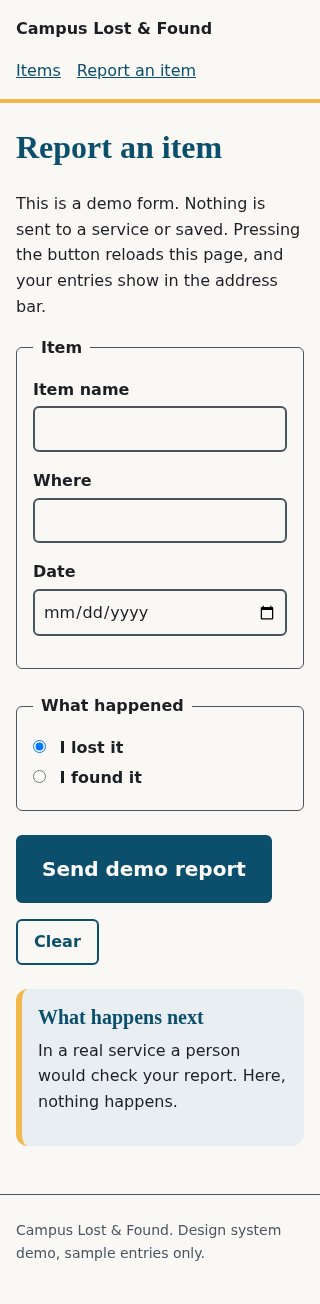 Campus Lost & Found
Items Report an item
Report an item
This is a demo form. Nothing is
sent to a service or saved. Pressing
the button reloads this page, and
your entries show in the address
bar.
Item
Item name
Where
Date
mm/dd/yyyy
What happened
I lost it
I found it
Send demo report
Clear
What happens next
In a real service a person
would check your report. Here,
nothing happens.
Campus Lost & Found. Design system
demo, sample entries only.